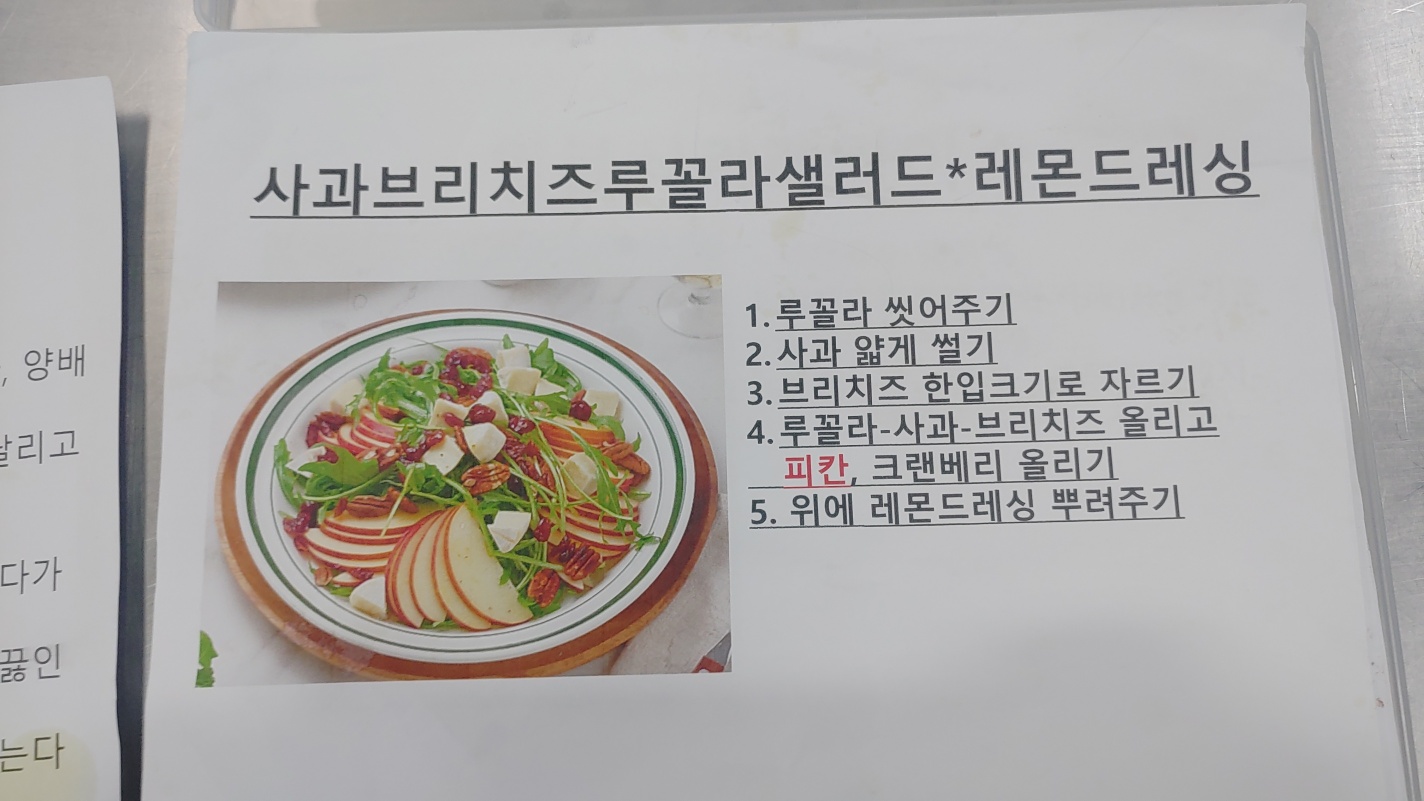 사과브리치즈루꼴라샐러드*레몬드레싱
1. 루꼴라 씻어주기
2. 사과 얇게 썰기
3. 브리치즈 한입크기로 자르기
4. 루꼴라-사과-브리치즈 올리고
피칸, 크랜베리 올리기
5. 위에 레몬드레싱 뿌려주기
, 양배
리고
다가
끓인
는다